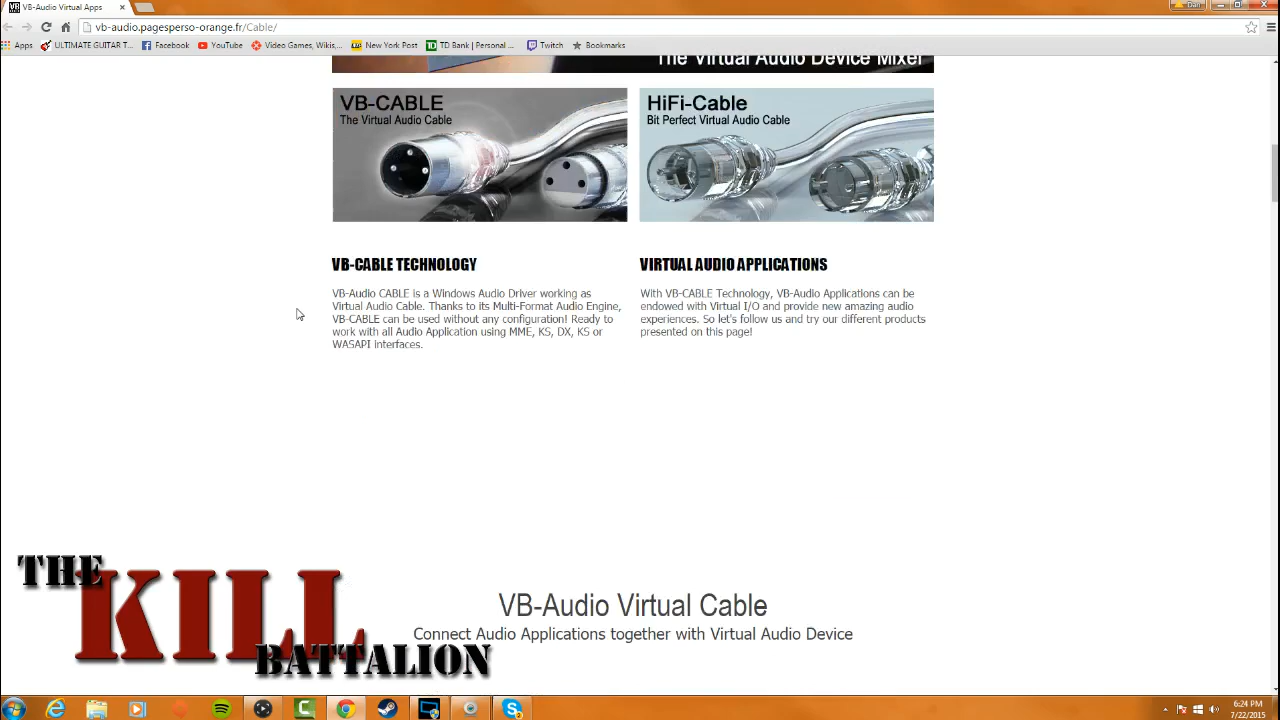 VB-Audio Virtual Apps
Dan
vb-audio.pagesperso-orange.fr/Cable/
Apps ULTIMATE GUITAR T... Facebook YouTube Video Games, Wikis,... New York Post TD Bank | Personal ... Twitch Bookmarks
The Virtual Audio Device Mixer
VB-CABLE
The Virtual Audio Cable
HiFi-Cable
Bit Perfect Virtual Audio Cable
VB-CABLE TECHNOLOGY
VB-Audio CABLE is a Windows Audio Driver working as
Virtual Audio Cable. Thanks to its Multi-Format Audio Engine,
VB-CABLE can be used without any configuration! Ready to
work with all Audio Application using MME, KS, DX, KS or
WASAPI interfaces.
VIRTUAL AUDIO APPLICATIONS
With VB-CABLE Technology, VB-Audio Applications can be
endowed with Virtual I/O and provide new amazing audio
experiences. So let's follow us and try our different products
presented on this page!
VB-Audio Virtual Cable
Connect Audio Applications together with Virtual Audio Device
THE
KILL
BATTALION
6:24 PM
7/22/2015